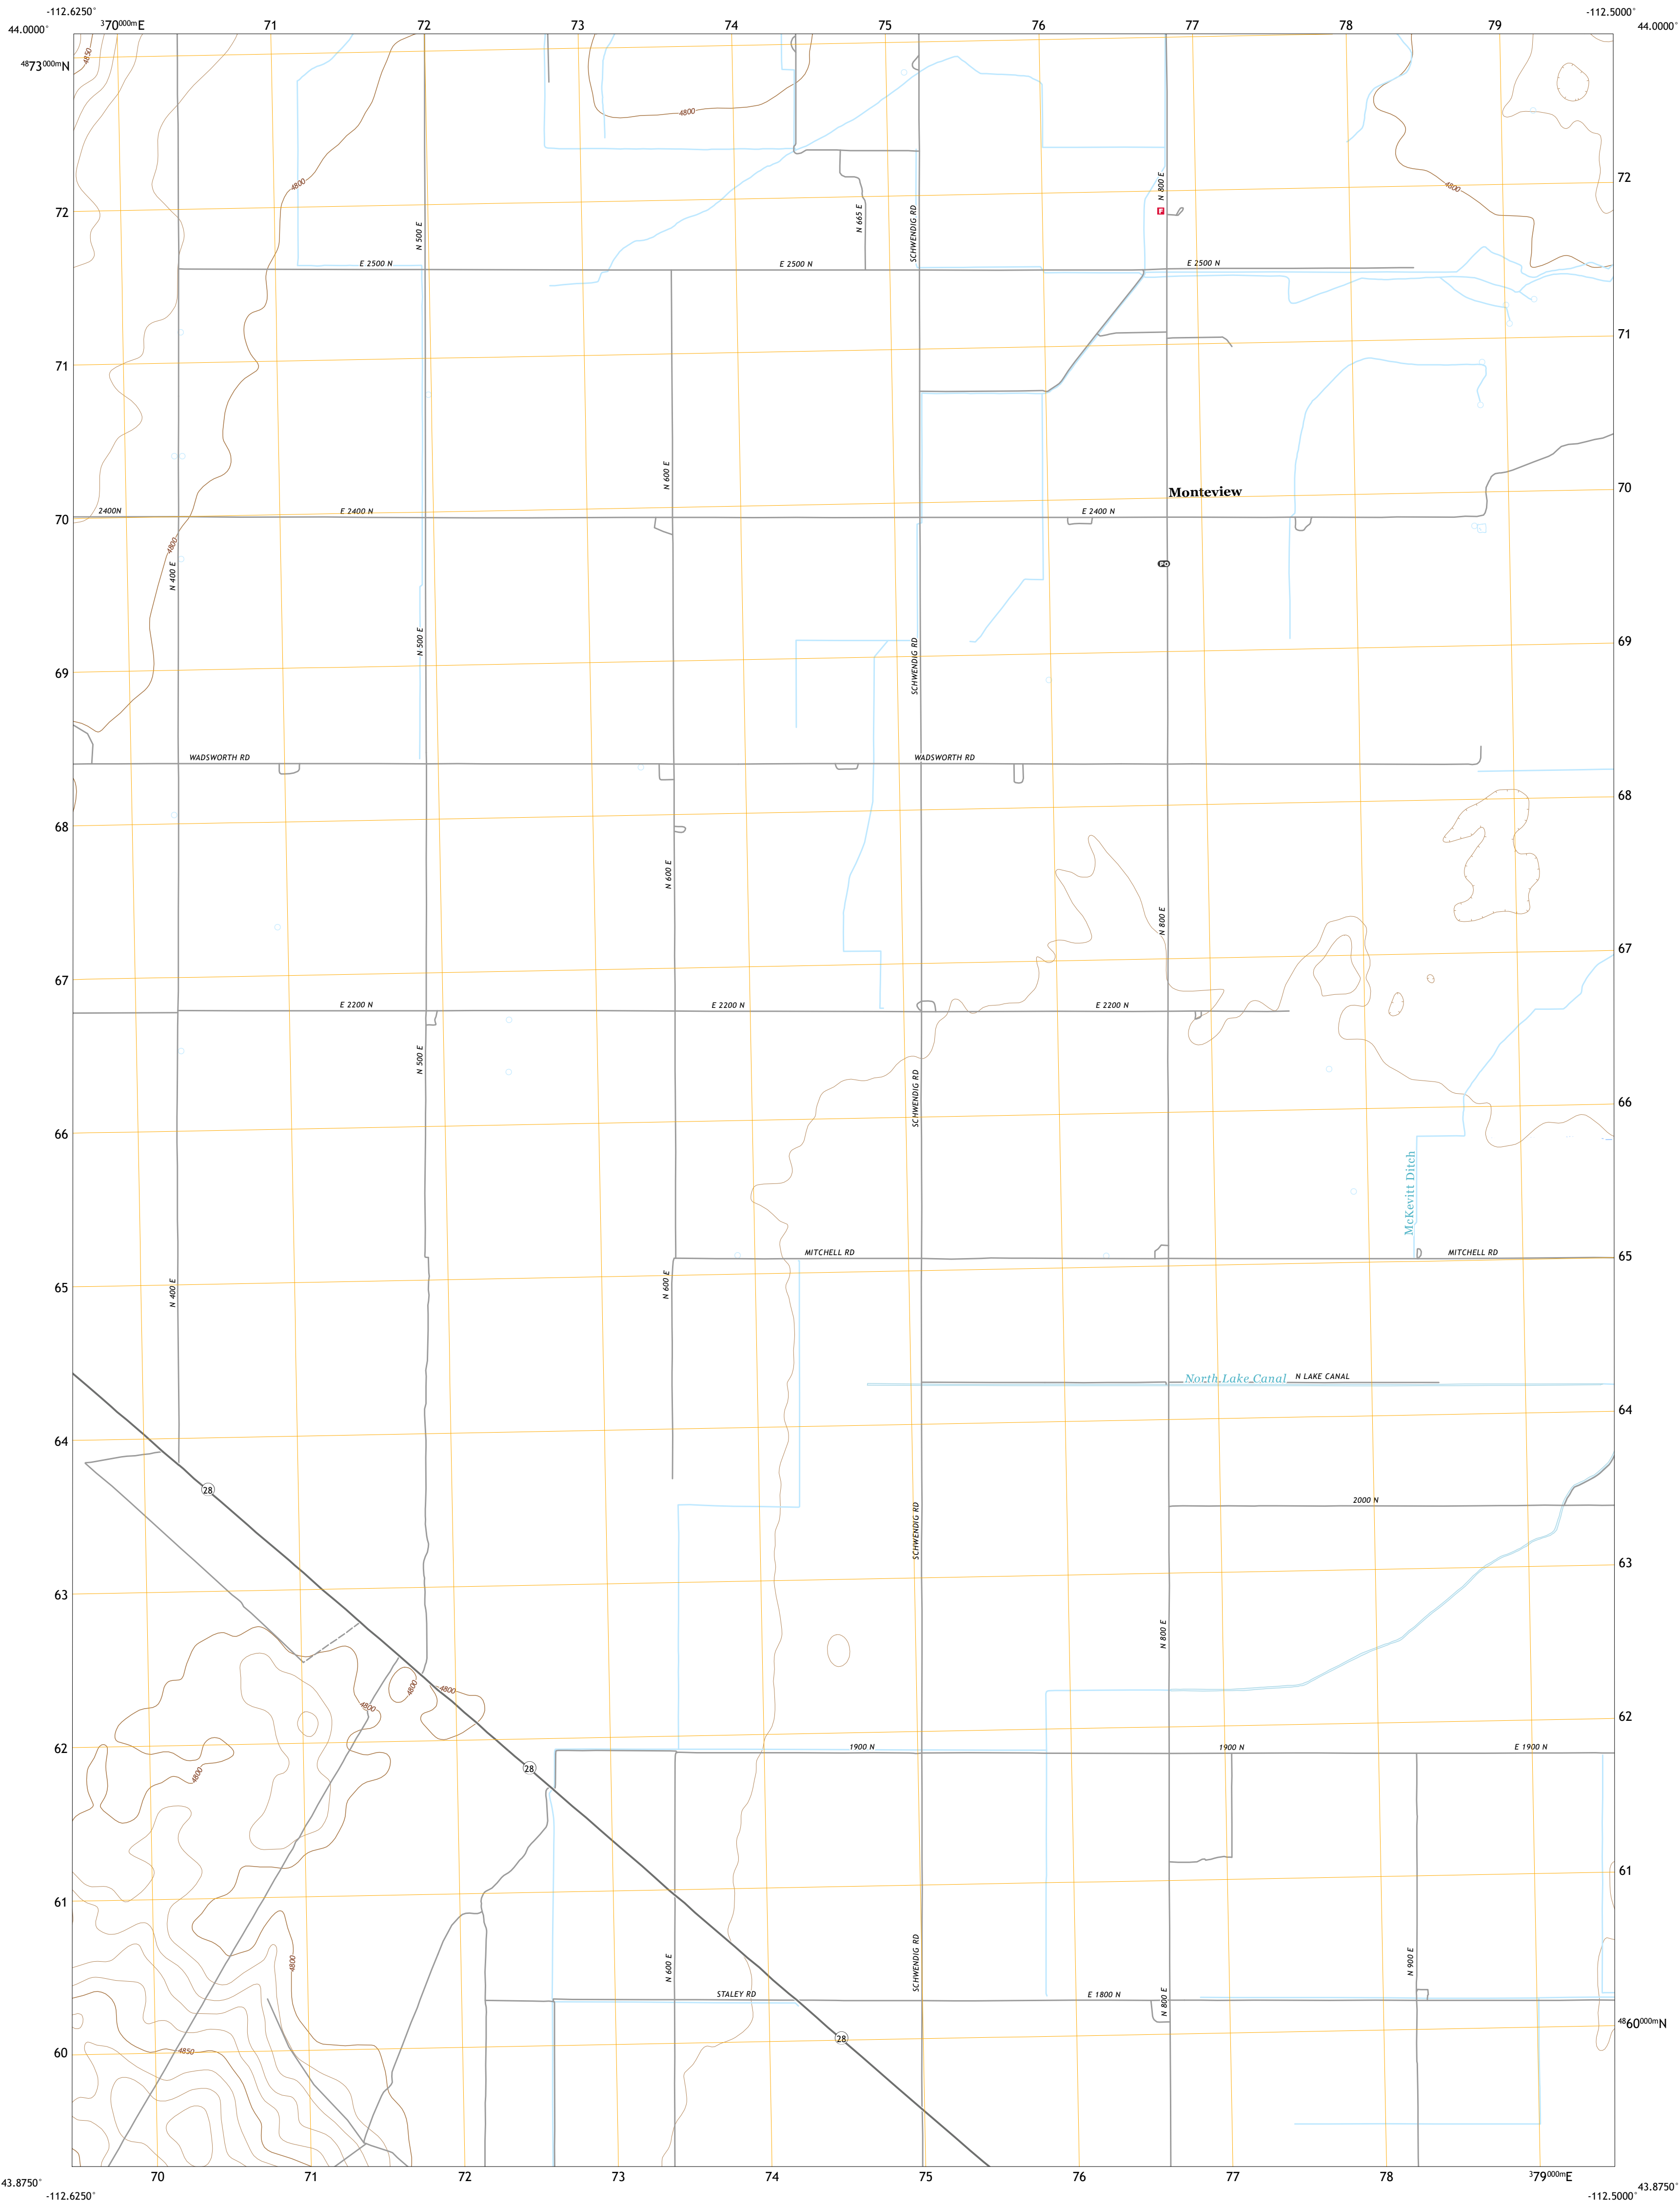 -112.6250° 370000mE 71 72 73 74 75 76 77 78 79 -112.5000°
44.0000° 44.0000°
4850
4873000mN
4800
N 800 E
72
4800
4800
P
72
N 500 E
N 665 E
SCHWENDIG RD
E 2500 N
E 2500 N
E 2500 N
71
71
N 600 E
Monteview
70
2400N
E 2400 N
E 2400 N
70
4800
N 400 E
PO
N 500 E
SCHWENDIG RD
69
69
WADSWORTH RD
WADSWORTH RD
68
68
N 600 E
N 800 E
67
67
E 2200 N
E 2200 N
E 2200 N
N 500 E
SCHWENDIG RD
66
66
McKevitt Ditch
MITCHELL RD
MITCHELL RD
65
65
N 400 E
N 600 E
North Lake Canal
N LAKE CANAL
64
64
28
2000 N
SCHWENDIG RD
63
63
N 800 E
4800
4800
4800
62
62
1900 N
1900 N
E 1900 N
28
4800
61
61
4800
N 600 E
SCHWENDIG RD
N 900 E
STALEY RD
E 1800 N
N 800 E
28
4860000mN
60
4850
43.8750° 70 71 72 73 74 75 76 77 78 379000mE 43.8750°
-112.6250° -112.5000°